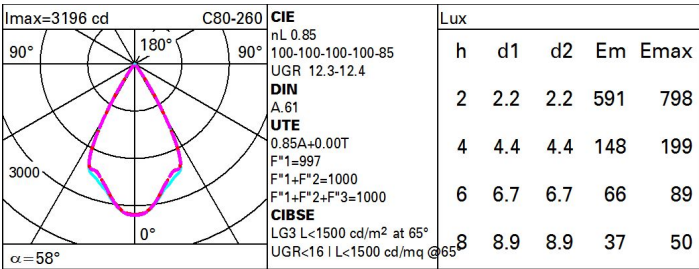 Imax=3196 cd C80-260
90° 180° 90°
3000
0°
α=58°
CIE
nL 0.85
100-100-100-100-85
UGR 12.3-12.4
DIN
A.61
UTE
0.85A+0.00T
F"1=997
F"1+F"2=1000
F"1+F"2+F"3=1000
CIBSE
LG3 L<1500 cd/m² at 65°
UGR<16 | L<1500 cd/mq @65°
Lux
h d1 d2 Em Emax
2 2.2 2.2 591 798
4 4.4 4.4 148 199
6 6.7 6.7 66 89
8 8.9 8.9 37 50